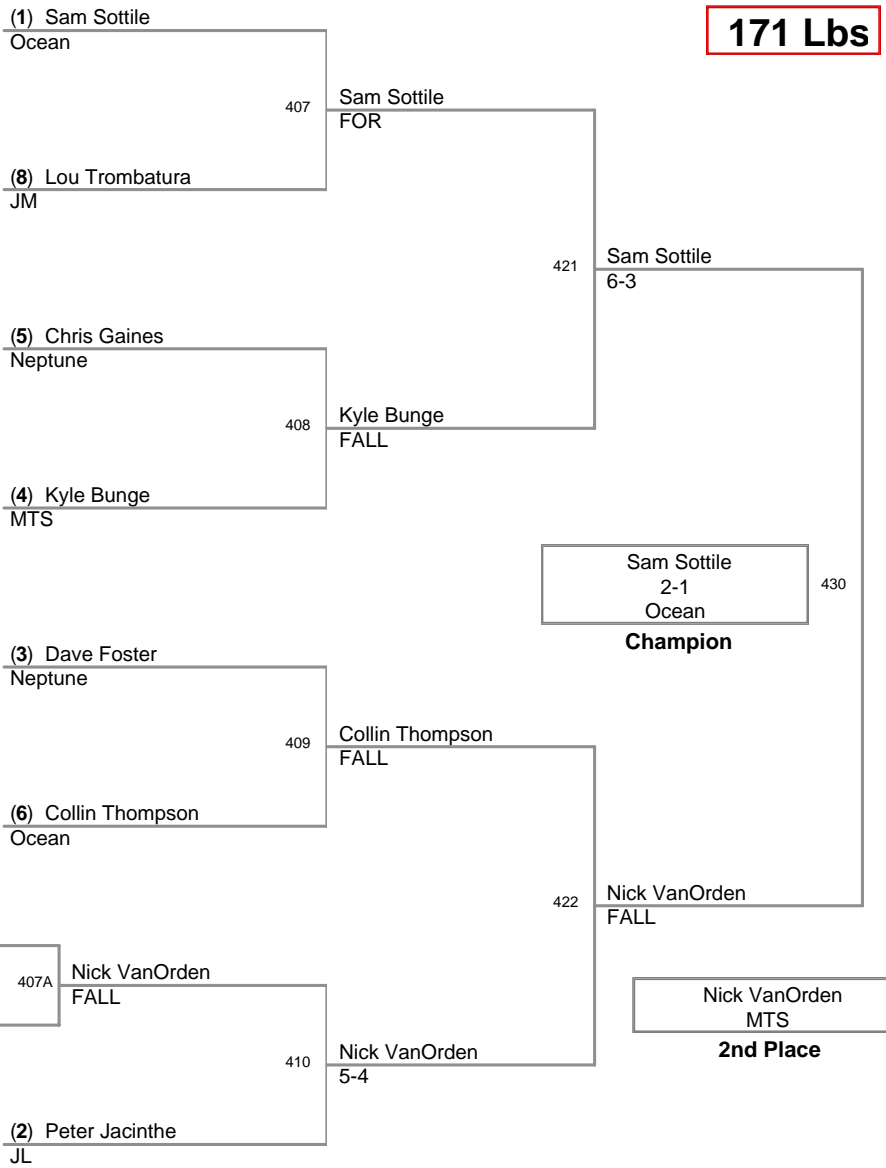 (1) Sam Sottile
Ocean
171 Lbs
407
Sam Sottile
FOR
(8) Lou Trombatura
JM
421
Sam Sottile
6-3
(5) Chris Gaines
Neptune
408
Kyle Bunge
FALL
(4) Kyle Bunge
MTS
Sam Sottile
2-1
Ocean
430
Champion
(3) Dave Foster
Neptune
409
Collin Thompson
FALL
(6) Collin Thompson
Ocean
422
Nick VanOrden
FALL
407A
Nick VanOrden
FALL
Nick VanOrden
MTS
2nd Place
410
Nick VanOrden
5-4
(2) Peter Jacinthe
JL